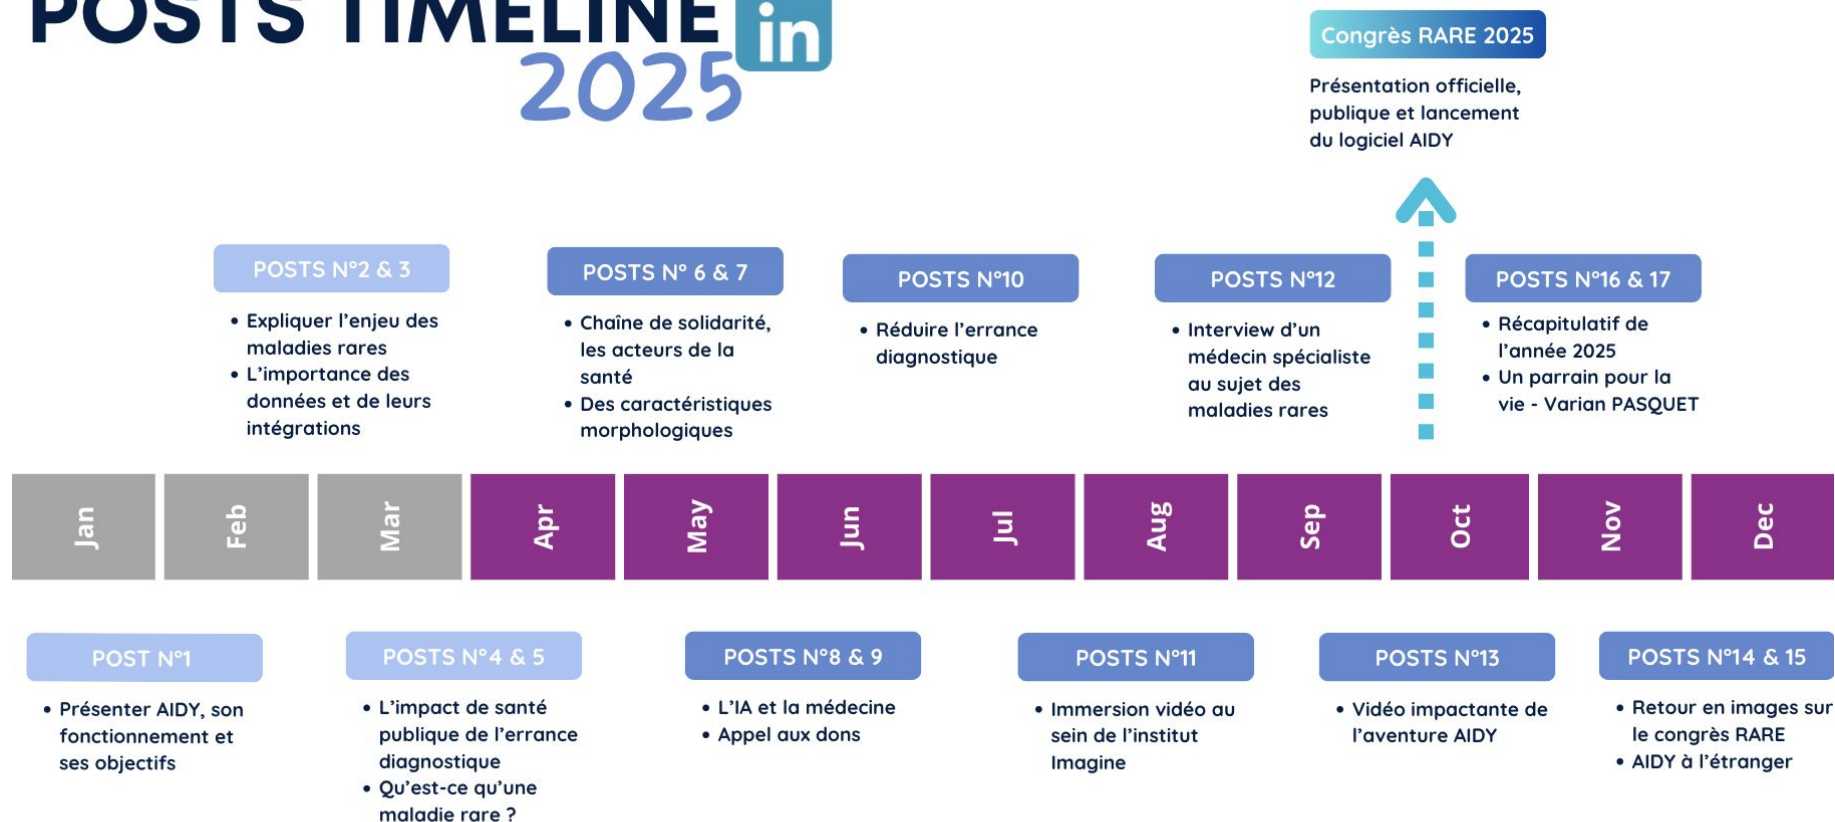 POSTS TIMELINE
in
2025
Congrès RARE 2025
Présentation officielle,
publique et lancement
du logiciel AIDY
POSTS N°2 & 3
• Expliquer l’enjeu des
maladies rares
• L’importance des
données et de leurs
intégrations
POSTS N° 6 & 7
• Chaîne de solidarité,
les acteurs de la
santé
• Des caractéristiques
morphologiques
POSTS N°10
• Réduire l’errance
diagnostique
POSTS N°12
• Interview d’un
médecin spécialiste
au sujet des
maladies rares
POSTS N°16 & 17
• Récapitulatif de
l’année 2025
• Un parrain pour la
vie - Varian PASQUET
Jan
Feb
Mar
Apr
May
Jun
Jul
Aug
Sep
Oct
Nov
Dec
POST N°1
• Présenter AIDY, son
fonctionnement et
ses objectifs
POSTS N°4 & 5
• L’impact de santé
publique de l’errance
diagnostique
• Qu’est-ce qu’une
maladie rare ?
POSTS N°8 & 9
• L’IA et la médecine
• Appel aux dons
POSTS N°11
• Immersion vidéo au
sein de l’institut
Imagine
POSTS N°13
• Vidéo impactante de
l’aventure AIDY
POSTS N°14 & 15
• Retour en images sur
le congrès RARE
• AIDY à l’étranger